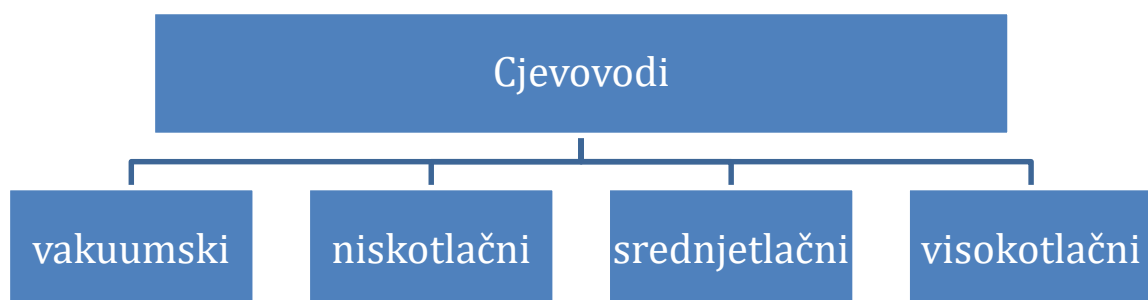 Cjevovodi
vakuumski
niskotlačni
srednjetlačni
visokotlačni